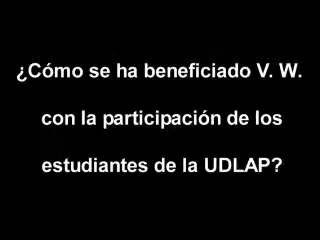 ¿Cómo se ha beneficiado V. W.
con la participación de los
estudiantes de la UDLAP?